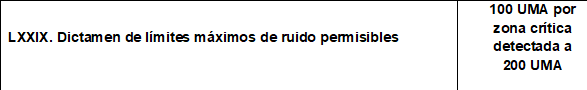 LXXIX. Dictamen de límites máximos de ruido permisibles
100 UMA por
zona crítica
detectada a
200 UMA